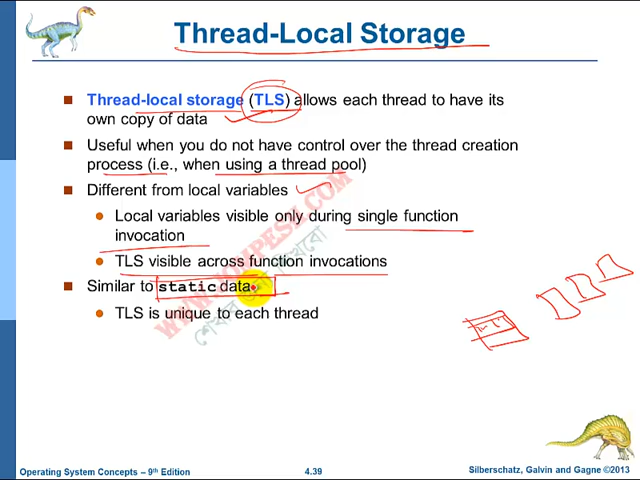 Thread-Local Storage
Thread-local storage (TLS) allows each thread to have its
own copy of data
Useful when you do not have control over the thread creation
process (i.e., when using a thread pool)
Different from local variables
Local variables visible only during single function
invocation
TLS visible across function invocations
Similar to static data
TLS is unique to each thread
Operating System Concepts – 9th Edition
4.39
Silberschatz, Galvin and Gagne ©2013